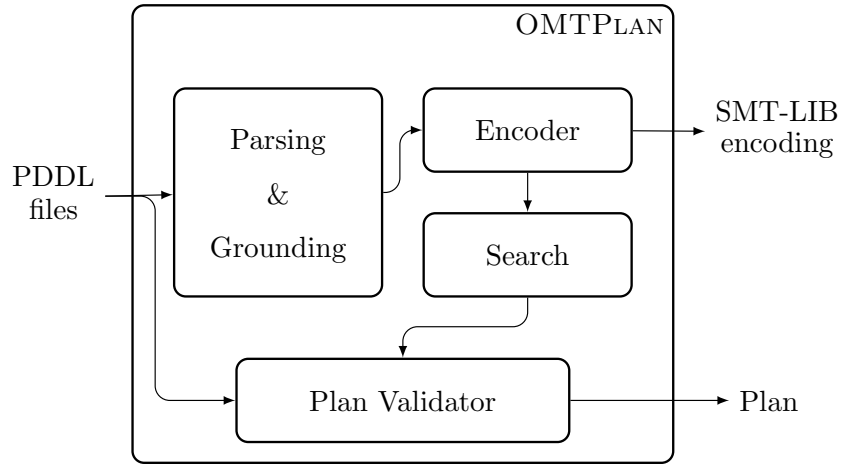 OMTPLAN
Parsing
&
Grounding
Encoder
SMT-LIB
encoding
PDDL
files
Search
Plan Validator
Plan